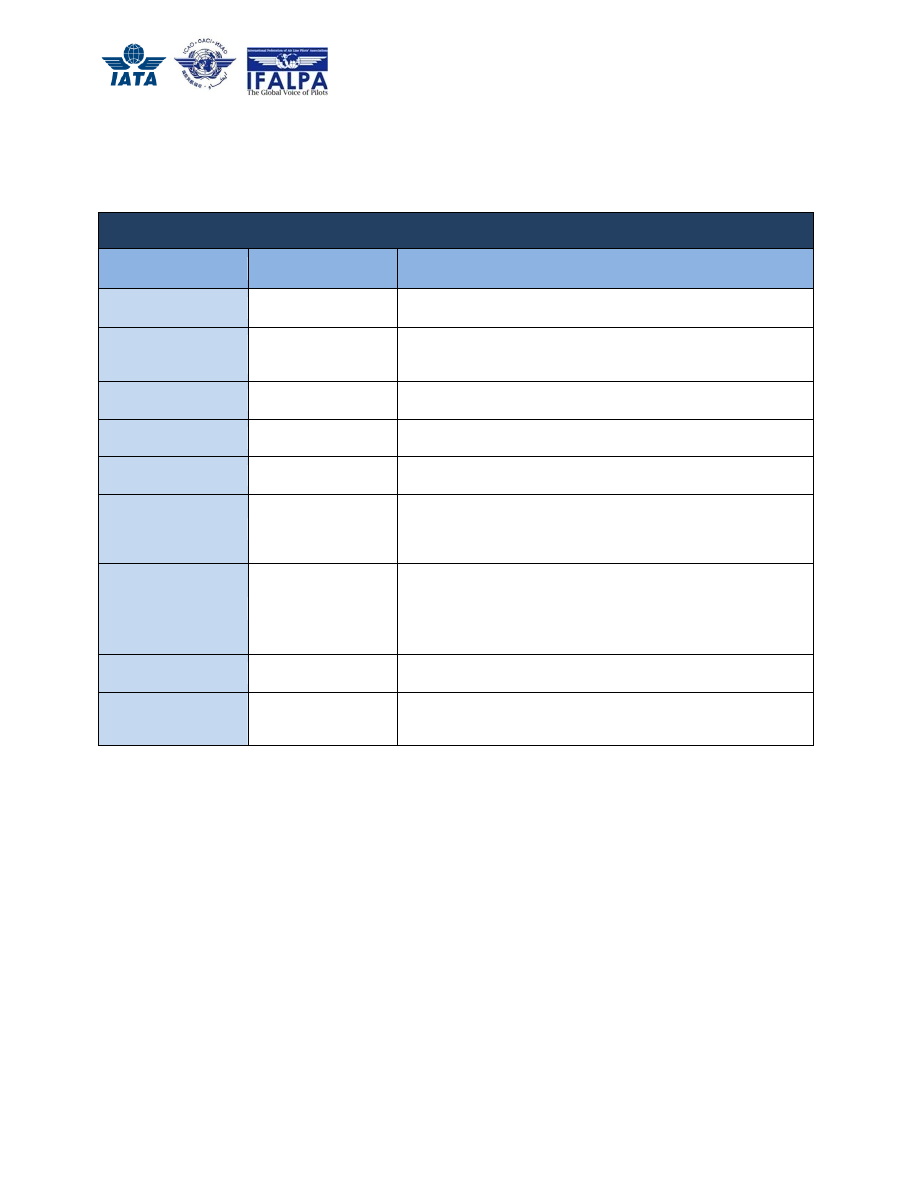 IATA
ICAO · OACI · ИКАО
International Federation of Air Line Pilots' Associations
IFALPA
The Global Voice of Pilots